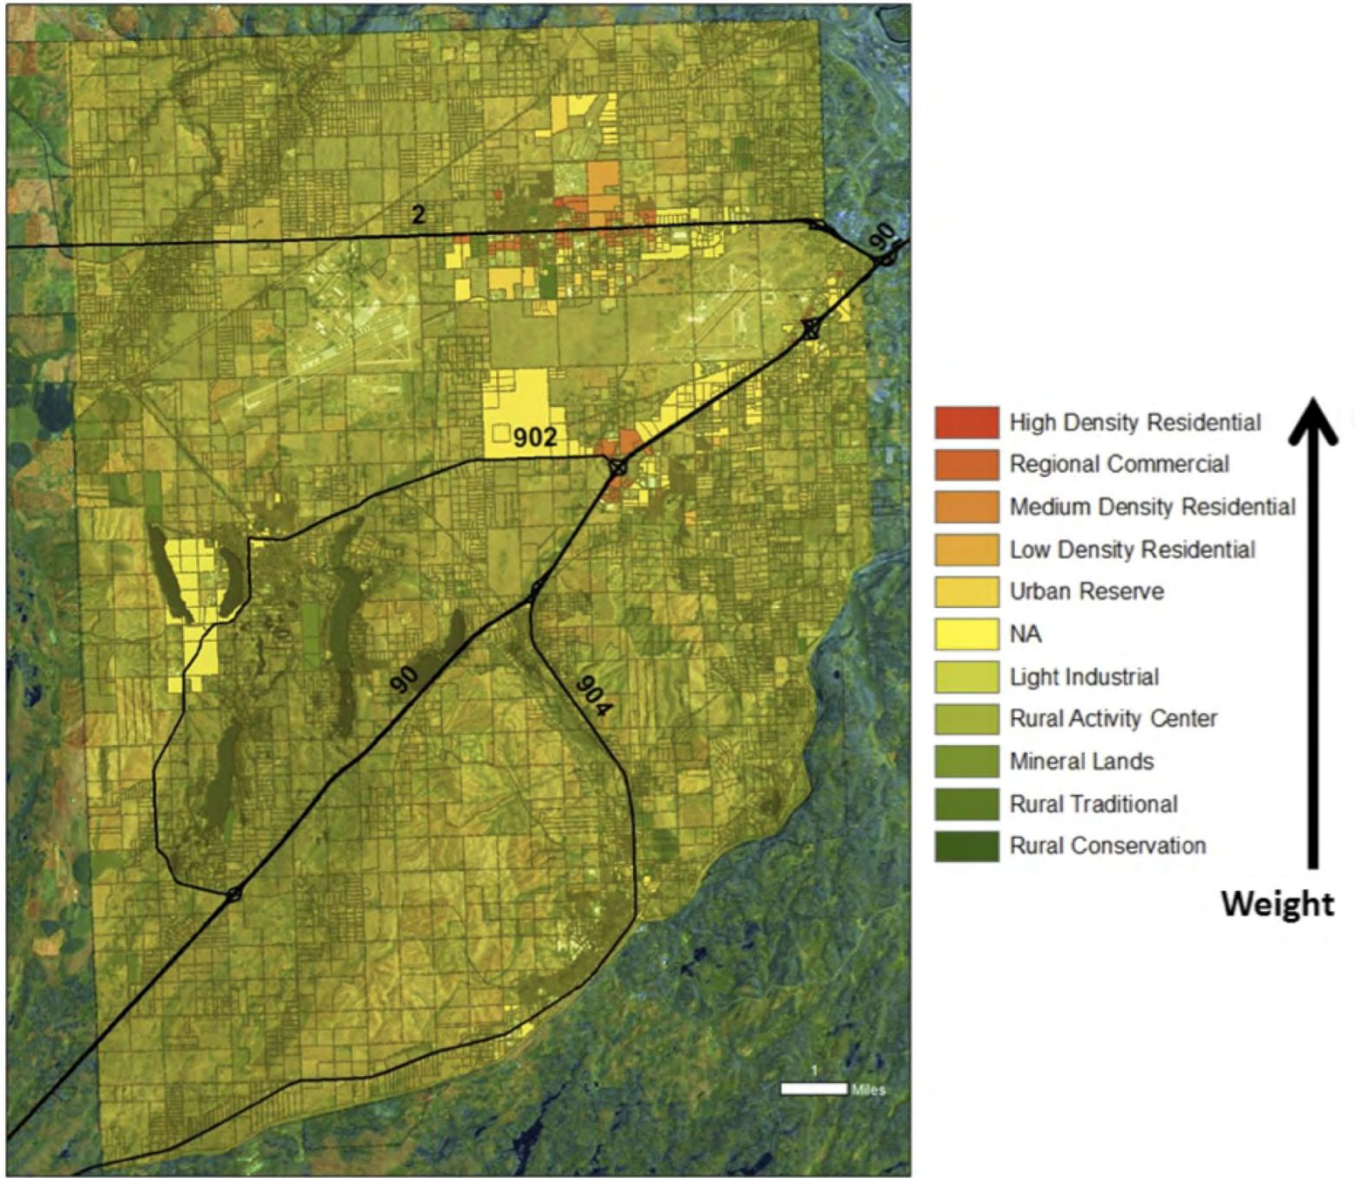 2
90
902
90
904
1
Miles
High Density Residential
Regional Commercial
Medium Density Residential
Low Density Residential
Urban Reserve
NA
Light Industrial
Rural Activity Center
Mineral Lands
Rural Traditional
Rural Conservation
Weight